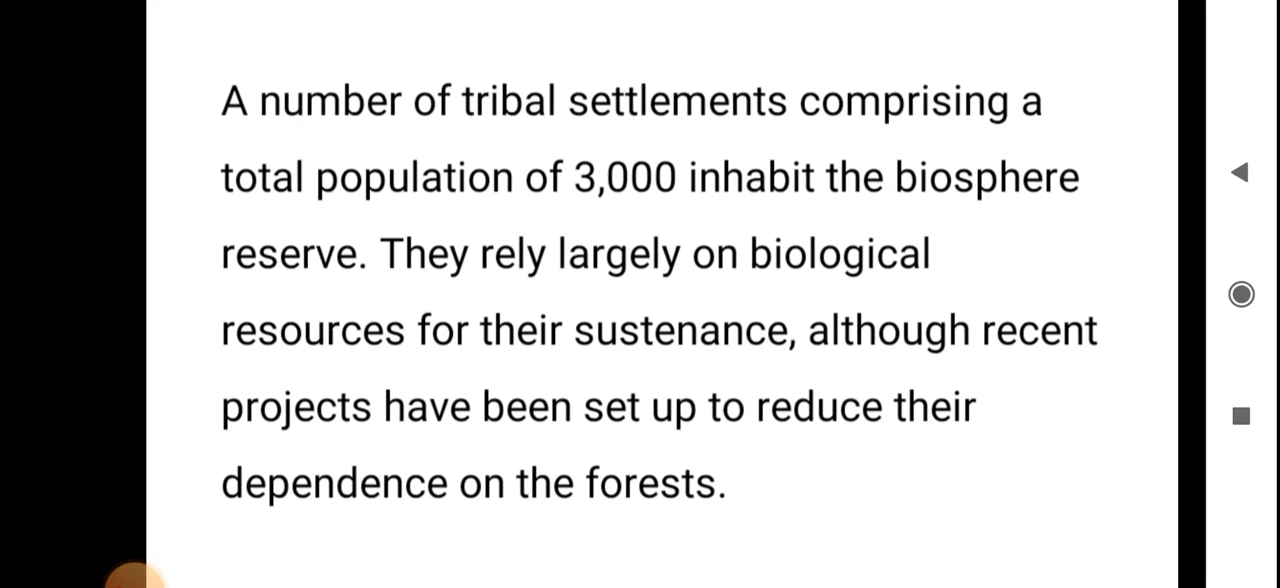 A number of tribal settlements comprising a
total population of 3,000 inhabit the biosphere
reserve. They rely largely on biological
resources for their sustenance, although recent
projects have been set up to reduce their
dependence on the forests.